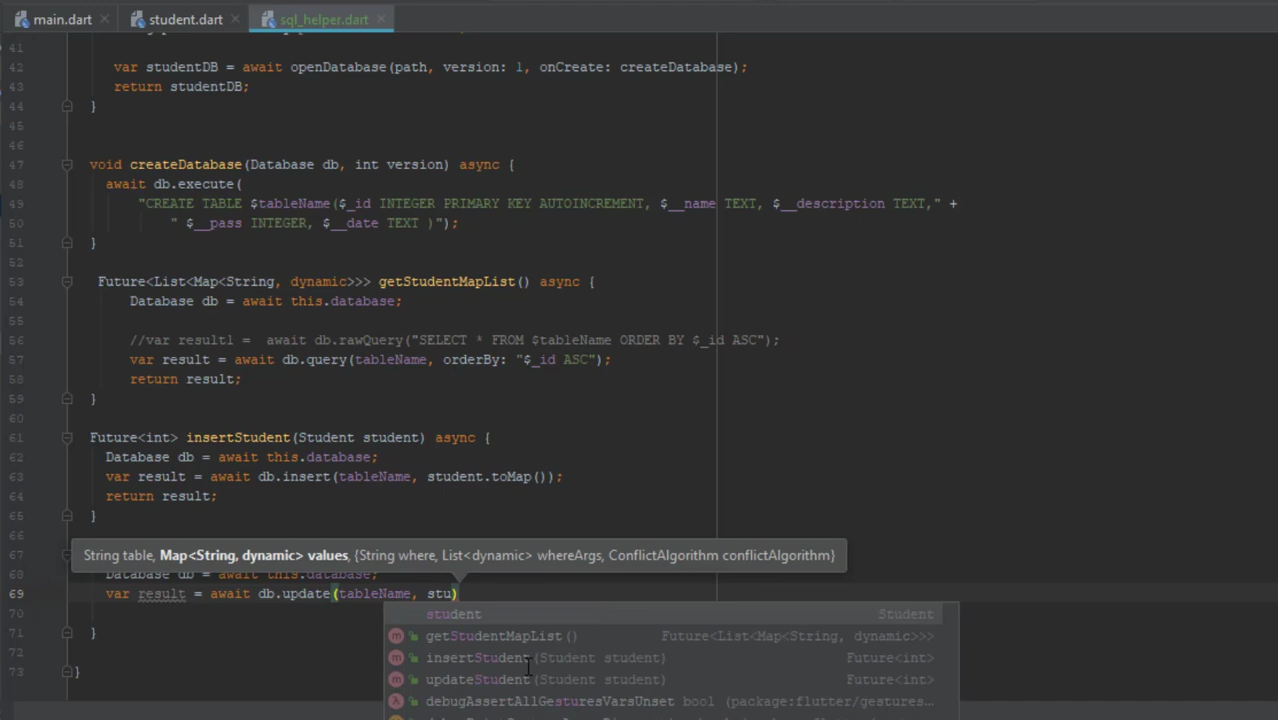 main.dart student.dart sql_helper.dart
41
42 var studentDB = await openDatabase(path, version: 1, onCreate: createDatabase);
43 return studentDB;
44 }
45
46
47 void createDatabase(Database db, int version) async {
48 await db.execute(
49 "CREATE TABLE $tableName($_id INTEGER PRIMARY KEY AUTOINCREMENT, $__name TEXT, $__description TEXT," +
50 " $__pass INTEGER, $__date TEXT )");
51 }
52
53 Future<List<Map<String, dynamic>>> getStudentMapList() async {
54 Database db = await this.database;
55
56 //var result1 = await db.rawQuery("SELECT * FROM $tableName ORDER BY $_id ASC");
57 var result = await db.query(tableName, orderBy: "$_id ASC");
58 return result;
59 }
60
61 Future<int> insertStudent(Student student) async {
62 Database db = await this.database;
63 var result = await db.insert(tableName, student.toMap());
64 return result;
65 }
66
67 String table, Map<String, dynamic> values, {String where, List<dynamic> whereArgs, ConflictAlgorithm conflictAlgorithm}
68 Database db = await this.database;
69 var result = await db.update(tableName, stu)
70 student Student
getStudentMapList() Future<List<Map<String, dynamic>>>
71 } insertStudent(Student student) Future<int>
72 updateStudent(Student student) Future<int>
73 } debugAssertAllGesturesVarsUnset bool (package:flutter/gestures...